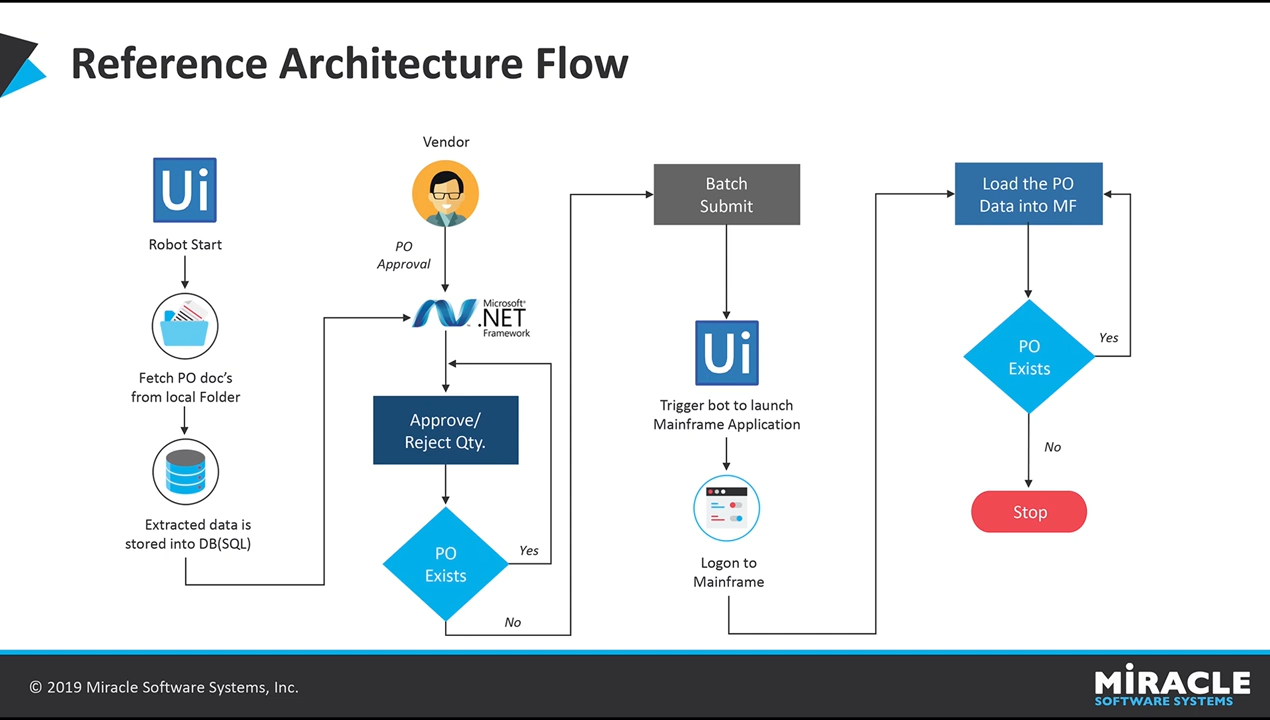 Reference Architecture Flow
Ui
Robot Start
Fetch PO doc's
from local Folder
Extracted data is
stored into DB(SQL)
Vendor
PO
Approval
Microsoft®
.NET
Framework
Approve/
Reject Qty.
PO
Exists
Yes
No
Batch
Submit
Ui
Trigger bot to launch
Mainframe Application
Logon to
Mainframe
Load the PO
Data into MF
PO
Exists
Yes
No
Stop
© 2019 Miracle Software Systems, Inc.
MiRACLE
SOFTWARE SYSTEMS